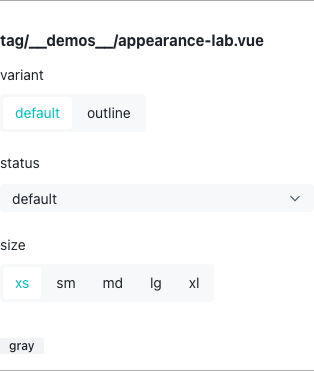 tag/__demos__/appearance-lab.vue
variant
default outline
status
default
size
xs sm md lg xl
gray